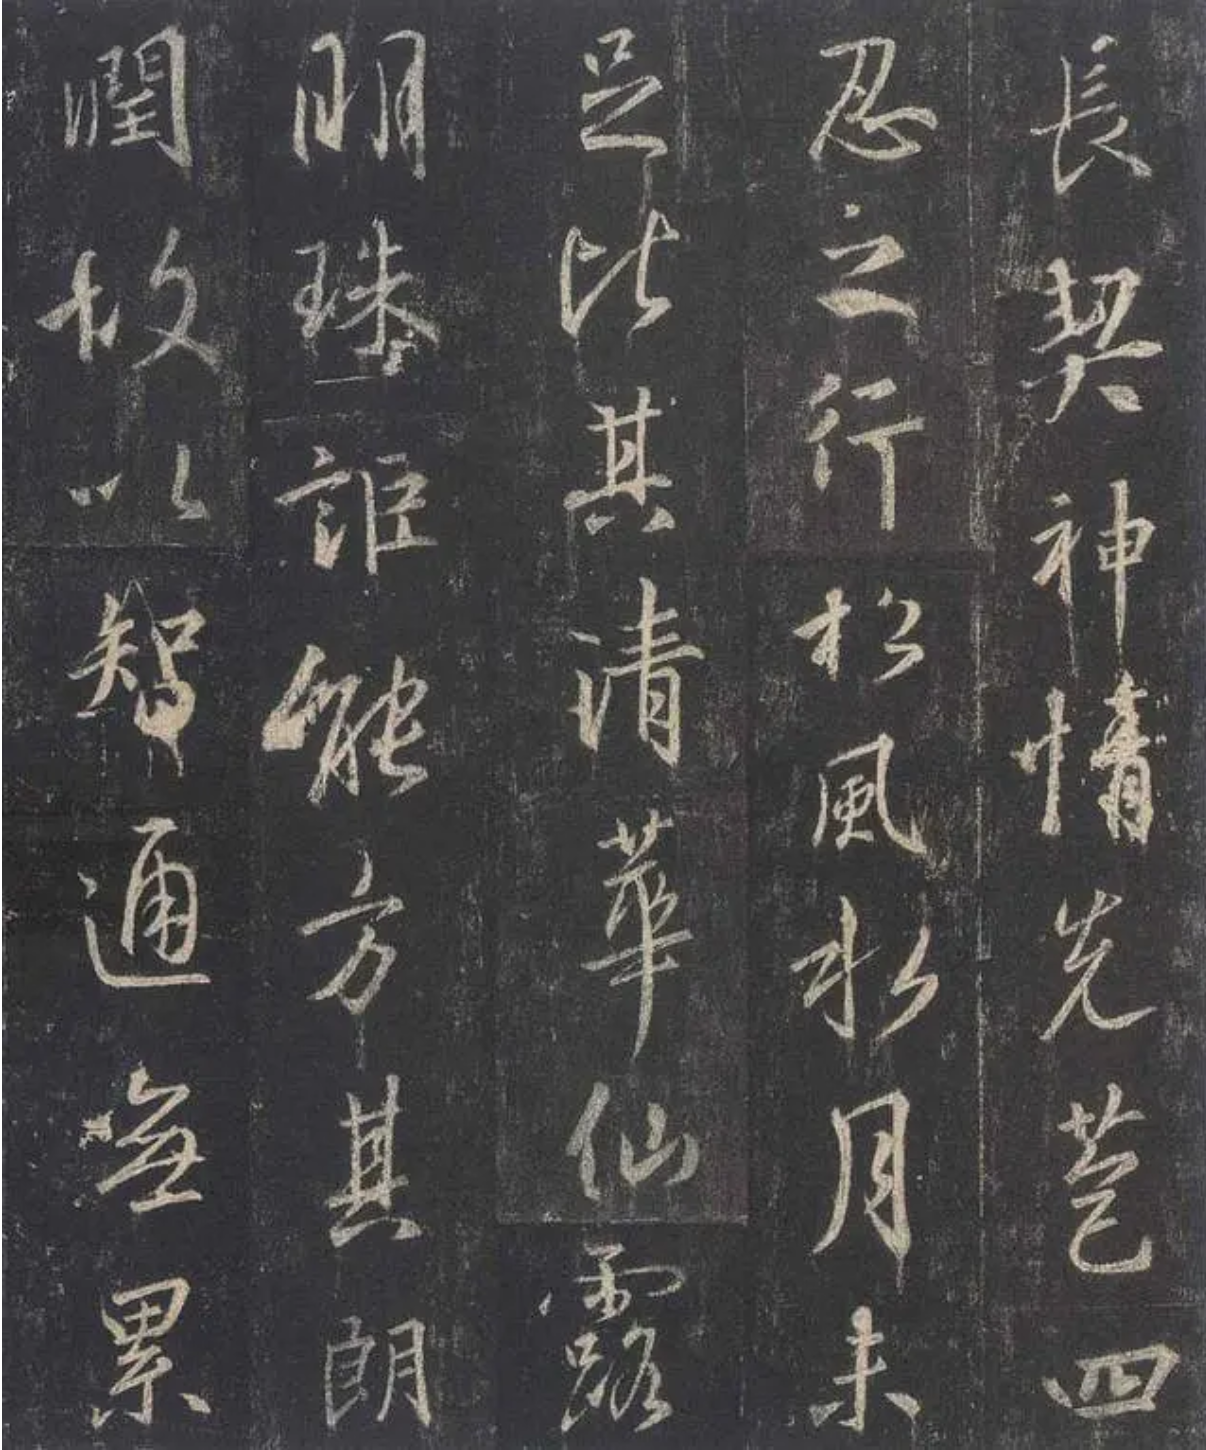 長契神情先苞四
忍之行松風水月未
足比其清華仙露
明珠詎能方其朗
潤故以智通無累